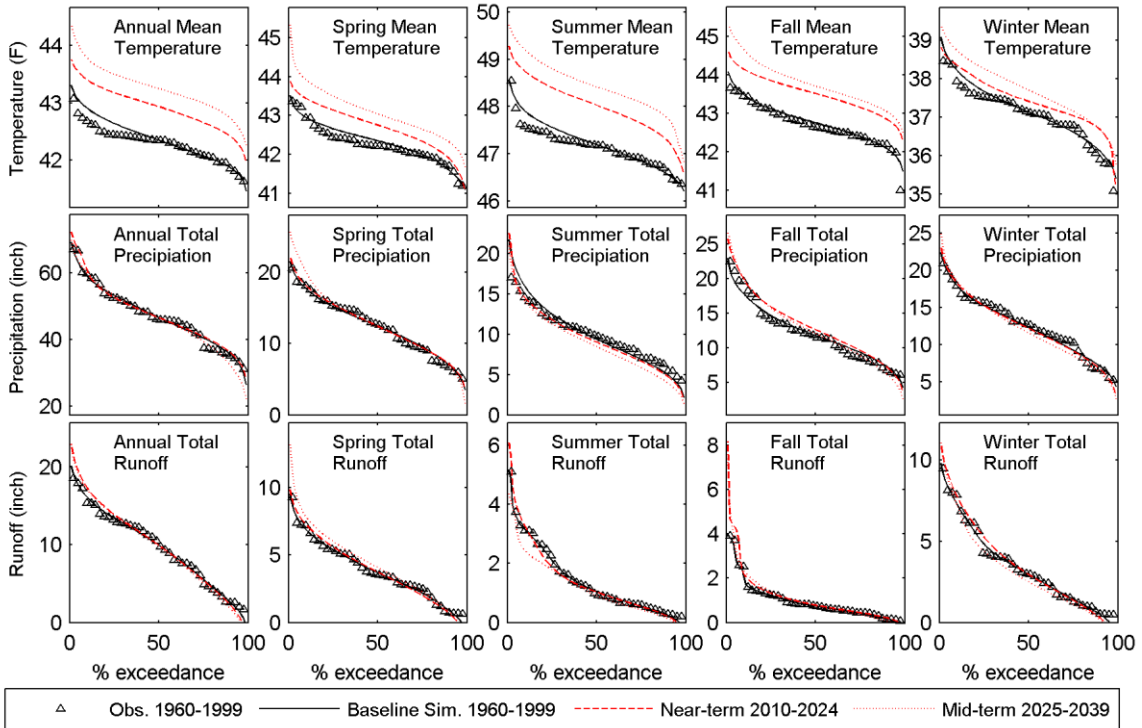 Annual Mean
Temperature
Spring Mean
Temperature
Summer Mean
Temperature
Fall Mean
Temperature
Winter Mean
Temperature
Temperature (F)
44
43
42
45
44
43
42
41
50
49
48
47
46
45
44
43
42
41
39
38
37
36
35
Annual Total
Precipiation
Spring Total
Precipiation
Summer Total
Precipiation
Fall Total
Precipiation
Winter Total
Precipiation
Precipitation (inch)
60
40
20
20
10
0
20
15
10
5
0
25
20
15
10
5
25
20
15
10
5
Annual Total
Runoff
Spring Total
Runoff
Summer Total
Runoff
Fall Total
Runoff
Winter Total
Runoff
Runoff (inch)
20
10
0
10
5
0
6
4
2
0
8
6
4
2
0
10
5
0
0 50 100
0 50 100
0 50 100
0 50 100
0 50 100
% exceedance
% exceedance
% exceedance
% exceedance
% exceedance
Obs. 1960-1999
Baseline Sim. 1960-1999
Near-term 2010-2024
Mid-term 2025-2039